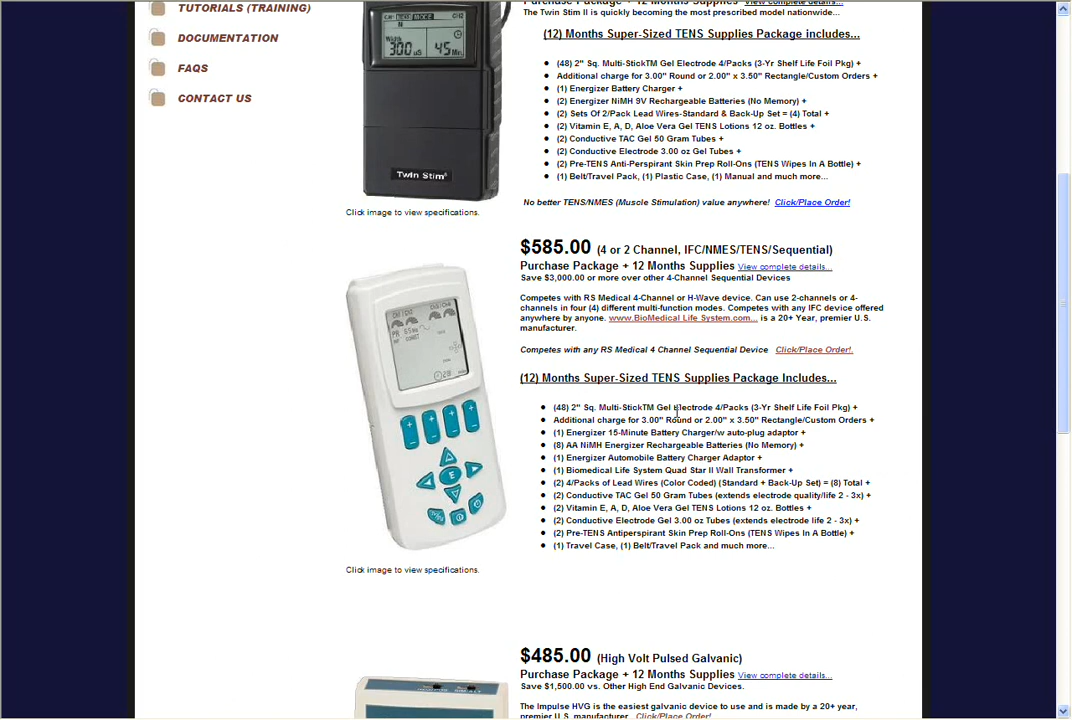 TUTORIALS (TRAINING)
DOCUMENTATION
FAQS
CONTACT US
Purchase Package + 12 Months Supplies View complete details...
The Twin Stim II is quickly becoming the most prescribed model nationwide...
(12) Months Super-Sized TENS Supplies Package includes...
(48) 2" Sq. Multi-StickTM Gel Electrode 4/Packs (3-Yr Shelf Life Foil Pkg) +
Additional charge for 3.00" Round or 2.00" x 3.50" Rectangle/Custom Orders +
(1) Energizer Battery Charger +
(2) Energizer NiMH 9V Rechargeable Batteries (No Memory) +
(2) Sets Of 2/Pack Lead Wires-Standard & Back-Up Set = (4) Total +
(2) Vitamin E, A, D, Aloe Vera Gel TENS Lotions 12 oz. Bottles +
(2) Conductive TAC Gel 50 Gram Tubes +
(2) Conductive Electrode 3.00 oz Gel Tubes +
(2) Pre-TENS Anti-Perspirant Skin Prep Roll-Ons (TENS Wipes In A Bottle) +
(1) Belt/Travel Pack, (1) Plastic Case, (1) Manual and much more...
No better TENS/NMES (Muscle Stimulation) value anywhere! Click/Place Order!
MODE
CH2
Width
300 µS
45 Min.
Twin Stim
Click image to view specifications.
$585.00 (4 or 2 Channel, IFC/NMES/TENS/Sequential)
Purchase Package + 12 Months Supplies View complete details...
Save $3,000.00 or more over other 4-Channel Sequential Devices
Competes with RS Medical 4-Channel or H-Wave device. Can use 2-channels or 4-
channels in four (4) different multi-function modes. Competes with any IFC device offered
anywhere by anyone. www.BioMedical Life System.com... is a 20+ Year, premier U.S.
manufacturer.
Competes with any RS Medical 4 Channel Sequential Device Click/Place Order!.
(12) Months Super-Sized TENS Supplies Package Includes...
(48) 2" Sq. Multi-StickTM Gel Electrode 4/Packs (3-Yr Shelf Life Foil Pkg) +
Additional charge for 3.00" Round or 2.00" x 3.50" Rectangle/Custom Orders +
(1) Energizer 15-Minute Battery Charger/w auto-plug adaptor +
(8) AA NiMH Energizer Rechargeable Batteries (No Memory) +
(1) Energizer Automobile Battery Charger Adaptor +
(1) Biomedical Life System Quad Star II Wall Transformer +
(2) 4/Packs of Lead Wires (Color Coded) (Standard + Back-Up Set) = (8) Total +
(2) Conductive TAC Gel 50 Gram Tubes (extends electrode quality/life 2 - 3x) +
(2) Vitamin E, A, D, Aloe Vera Gel TENS Lotions 12 oz. Bottles +
(2) Conductive Electrode Gel 3.00 oz Tubes (extends electrode life 2 - 3x) +
(2) Pre-TENS Antiperspirant Skin Prep Roll-Ons (TENS Wipes In A Bottle) +
(1) Travel Case, (1) Belt/Travel Pack and much more...
E
Click image to view specifications.
$485.00 (High Volt Pulsed Galvanic)
Purchase Package + 12 Months Supplies View complete details...
Save $1,500.00 vs. Other High End Galvanic Devices.
The Impulse HVG is the easiest galvanic device to use and is made by a 20+ year,
premier U.S. manufacturer. Click/Place Order!